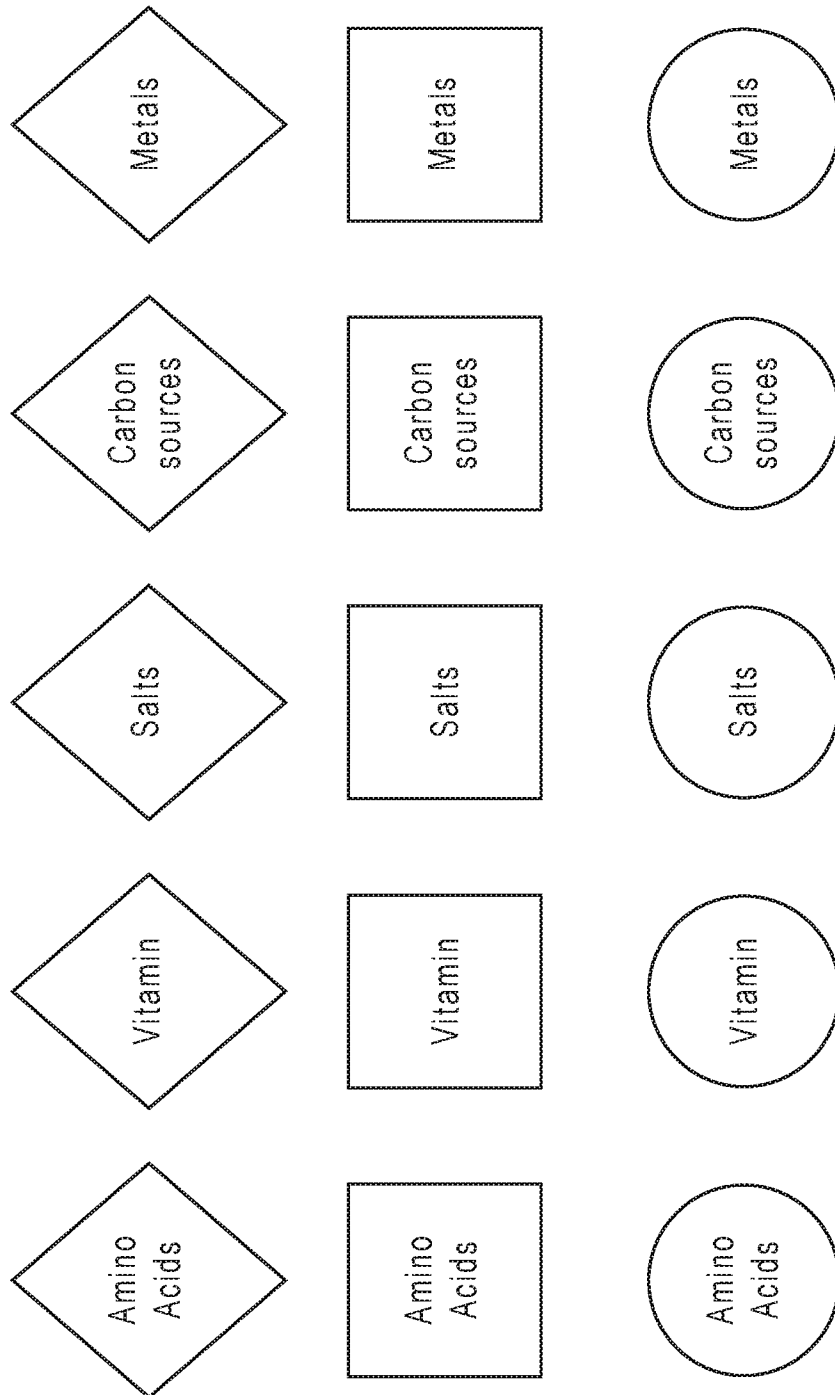 Amino
Acids
Vitamin
Salts
Carbon
sources
Metals
Amino
Acids
Vitamin
Salts
Carbon
sources
Metals
Amino
Acids
Vitamin
Salts
Carbon
sources
Metals